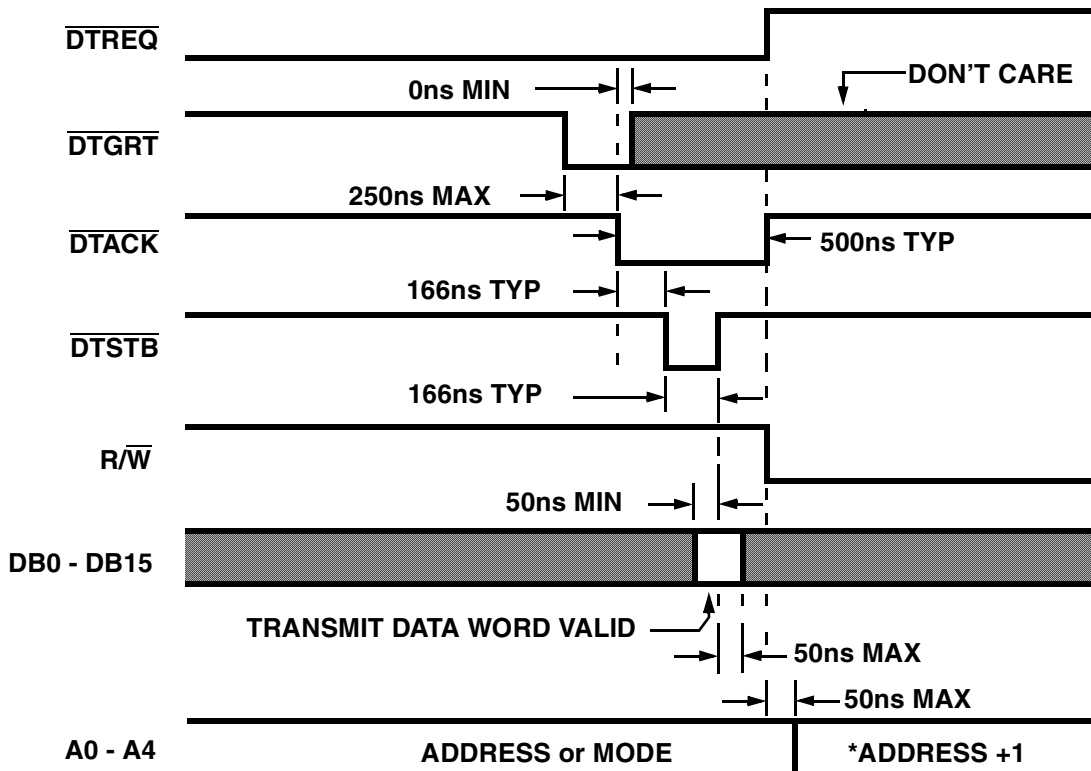 DTREQ
0ns MIN
DON'T CARE
DTGRT
250ns MAX
DTACK
500ns TYP
166ns TYP
DTSTB
166ns TYP
R/W
50ns MIN
DB0 - DB15
TRANSMIT DATA WORD VALID
50ns MAX
50ns MAX
A0 - A4
ADDRESS or MODE
*ADDRESS +1